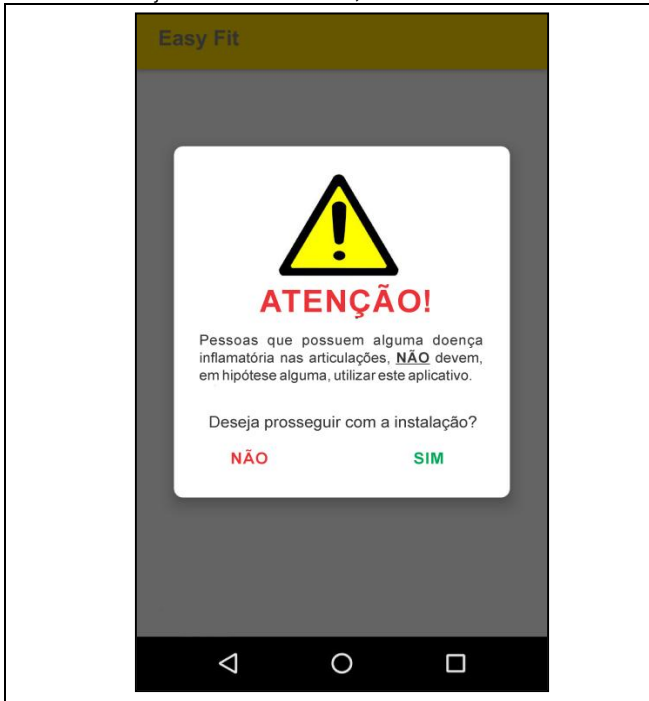 Easy Fit
ATENÇÃO!
Pessoas que possuem alguma doença
inflamatória nas articulações, NÃO devem,
em hipótese alguma, utilizar este aplicativo.
Deseja prosseguir com a instalação?
NÃO SIM